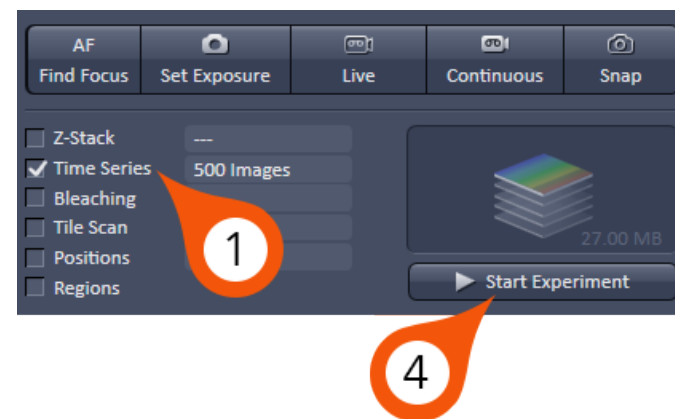 AF
Find Focus
Set Exposure
Live
Continuous
Snap
Z-Stack
---
Time Series
500 Images
Bleaching
Tile Scan
Positions
Regions
27.00 MB
Start Experiment
1
4